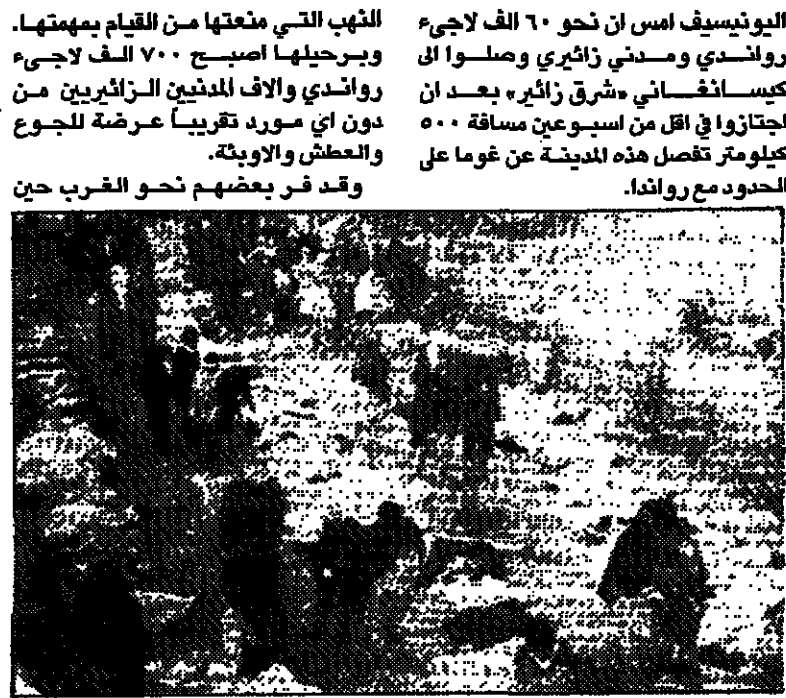 اليونيسيف امس ان نحو ٦٠ الف لاجىء
رواندي ومدني زائيري وصلوا الى
كيسانغاني «شرق زائير» بعد ان
اجتازوا في اقل من اسبوعين مسافة ٥٠٠
كيلومتر تفصل هذه المدينة عن غوما على
الحدود مع رواندا.
النهب التي منعتها من القيام بمهمتها.
وبرحيلها اصبح ٧٠٠ الف لاجىء
رواندي والاف المدنيين الزائيريين من
دون اي مورد تقريباً عرضة للجوع
والعطش والاوبئة.
وقد فر بعضهم نحو الغرب حين